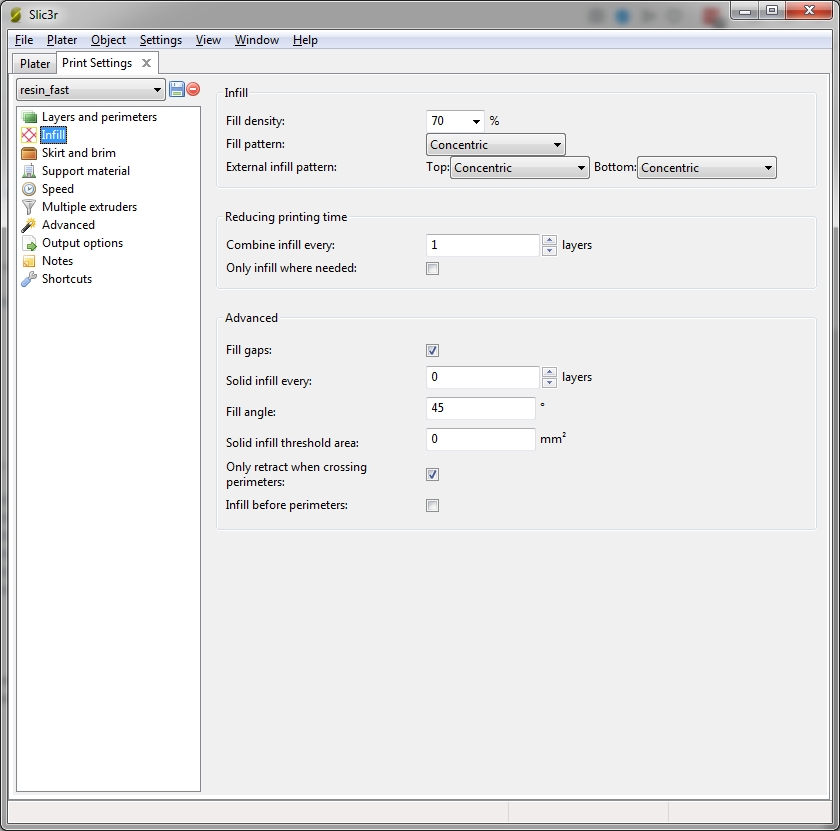 Slic3r
File Plater Object Settings View Window Help
Plater Print Settings
resin_fast
Layers and perimeters
Infill
Skirt and brim
Support material
Speed
Multiple extruders
Advanced
Output options
Notes
Shortcuts
Infill
Fill density: 70 %
Fill pattern: Concentric
External infill pattern: Top: Concentric Bottom: Concentric
Reducing printing time
Combine infill every: 1 layers
Only infill where needed:
Advanced
Fill gaps:
Solid infill every: 0 layers
Fill angle: 45 °
Solid infill threshold area: 0 mm²
Only retract when crossing
perimeters:
Infill before perimeters: